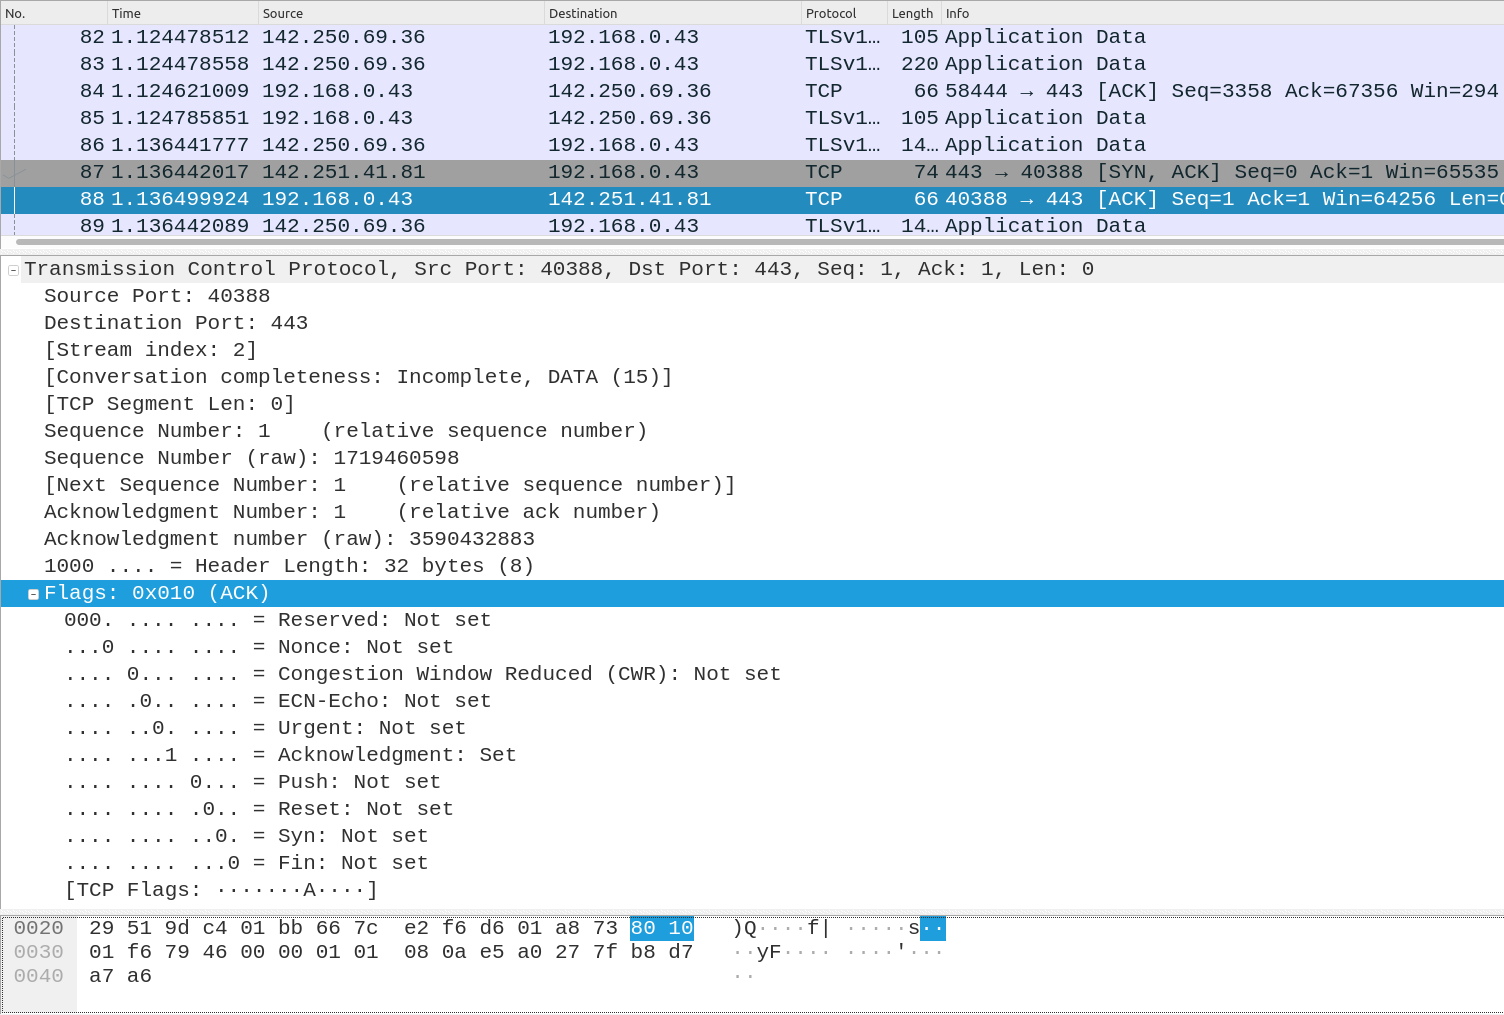 No. Time Source Destination Protocol Length Info
82 1.124478512 142.250.69.36 192.168.0.43 TLSv1… 105 Application Data
83 1.124478558 142.250.69.36 192.168.0.43 TLSv1… 220 Application Data
84 1.124621009 192.168.0.43 142.250.69.36 TCP 66 58444 → 443 [ACK] Seq=3358 Ack=67356 Win=294
85 1.124785851 192.168.0.43 142.250.69.36 TLSv1… 105 Application Data
86 1.136441777 142.250.69.36 192.168.0.43 TLSv1… 14… Application Data
87 1.136442017 142.251.41.81 192.168.0.43 TCP 74 443 → 40388 [SYN, ACK] Seq=0 Ack=1 Win=65535
88 1.136499924 192.168.0.43 142.251.41.81 TCP 66 40388 → 443 [ACK] Seq=1 Ack=1 Win=64256 Len=0
89 1.136442089 142.250.69.36 192.168.0.43 TLSv1… 14… Application Data
Transmission Control Protocol, Src Port: 40388, Dst Port: 443, Seq: 1, Ack: 1, Len: 0
Source Port: 40388
Destination Port: 443
[Stream index: 2]
[Conversation completeness: Incomplete, DATA (15)]
[TCP Segment Len: 0]
Sequence Number: 1    (relative sequence number)
Sequence Number (raw): 1719460598
[Next Sequence Number: 1    (relative sequence number)]
Acknowledgment Number: 1    (relative ack number)
Acknowledgment number (raw): 3590432883
1000 .... = Header Length: 32 bytes (8)
Flags: 0x010 (ACK)
000. .... .... = Reserved: Not set
...0 .... .... = Nonce: Not set
.... 0... .... = Congestion Window Reduced (CWR): Not set
.... .0.. .... = ECN-Echo: Not set
.... ..0. .... = Urgent: Not set
.... ...1 .... = Acknowledgment: Set
.... .... 0... = Push: Not set
.... .... .0.. = Reset: Not set
.... .... ..0. = Syn: Not set
.... .... ...0 = Fin: Not set
[TCP Flags: ·······A····]
0020 29 51 9d c4 01 bb 66 7c e2 f6 d6 01 a8 73 80 10 )Q····f| ·····s··
0030 01 f6 79 46 00 00 01 01 08 0a e5 a0 27 7f b8 d7 ··yF···· ····'···
0040 a7 a6 ··